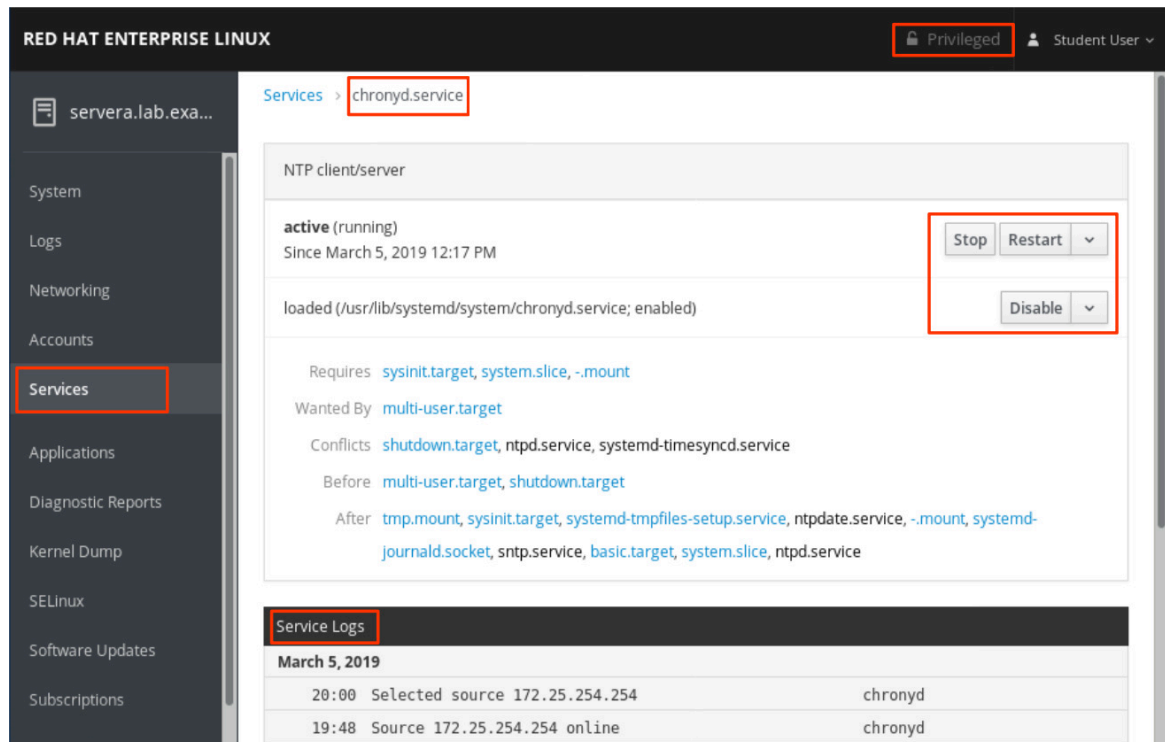 RED HAT ENTERPRISE LINUX
Privileged
Student User
servera.lab.exa...
System
Logs
Networking
Accounts
Services
Applications
Diagnostic Reports
Kernel Dump
SELinux
Software Updates
Subscriptions
Services > chronyd.service
NTP client/server
active (running)
Since March 5, 2019 12:17 PM
Stop Restart
loaded (/usr/lib/systemd/system/chronyd.service; enabled)
Disable
Requires sysinit.target, system.slice, -.mount
Wanted By multi-user.target
Conflicts shutdown.target, ntpd.service, systemd-timesyncd.service
Before multi-user.target, shutdown.target
After tmp.mount, sysinit.target, systemd-tmpfiles-setup.service, ntpdate.service, -.mount, systemd-
journald.socket, sntp.service, basic.target, system.slice, ntpd.service
Service Logs
March 5, 2019
20:00 Selected source 172.25.254.254 chronyd
19:48 Source 172.25.254.254 online chronyd